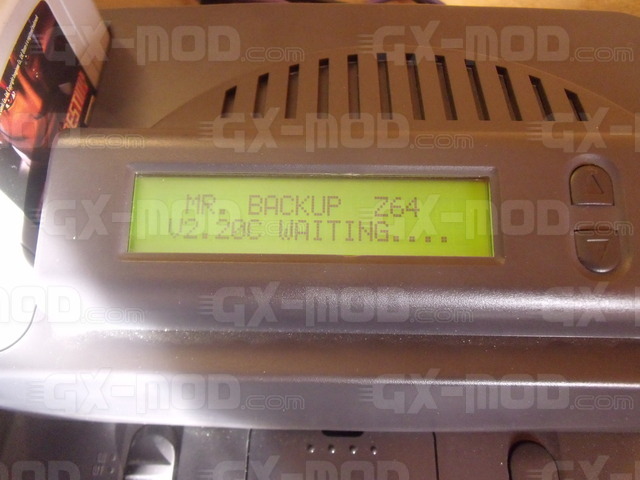 MR. BACKUP Z64
V2.20C WAITING....
GX-MOD.com